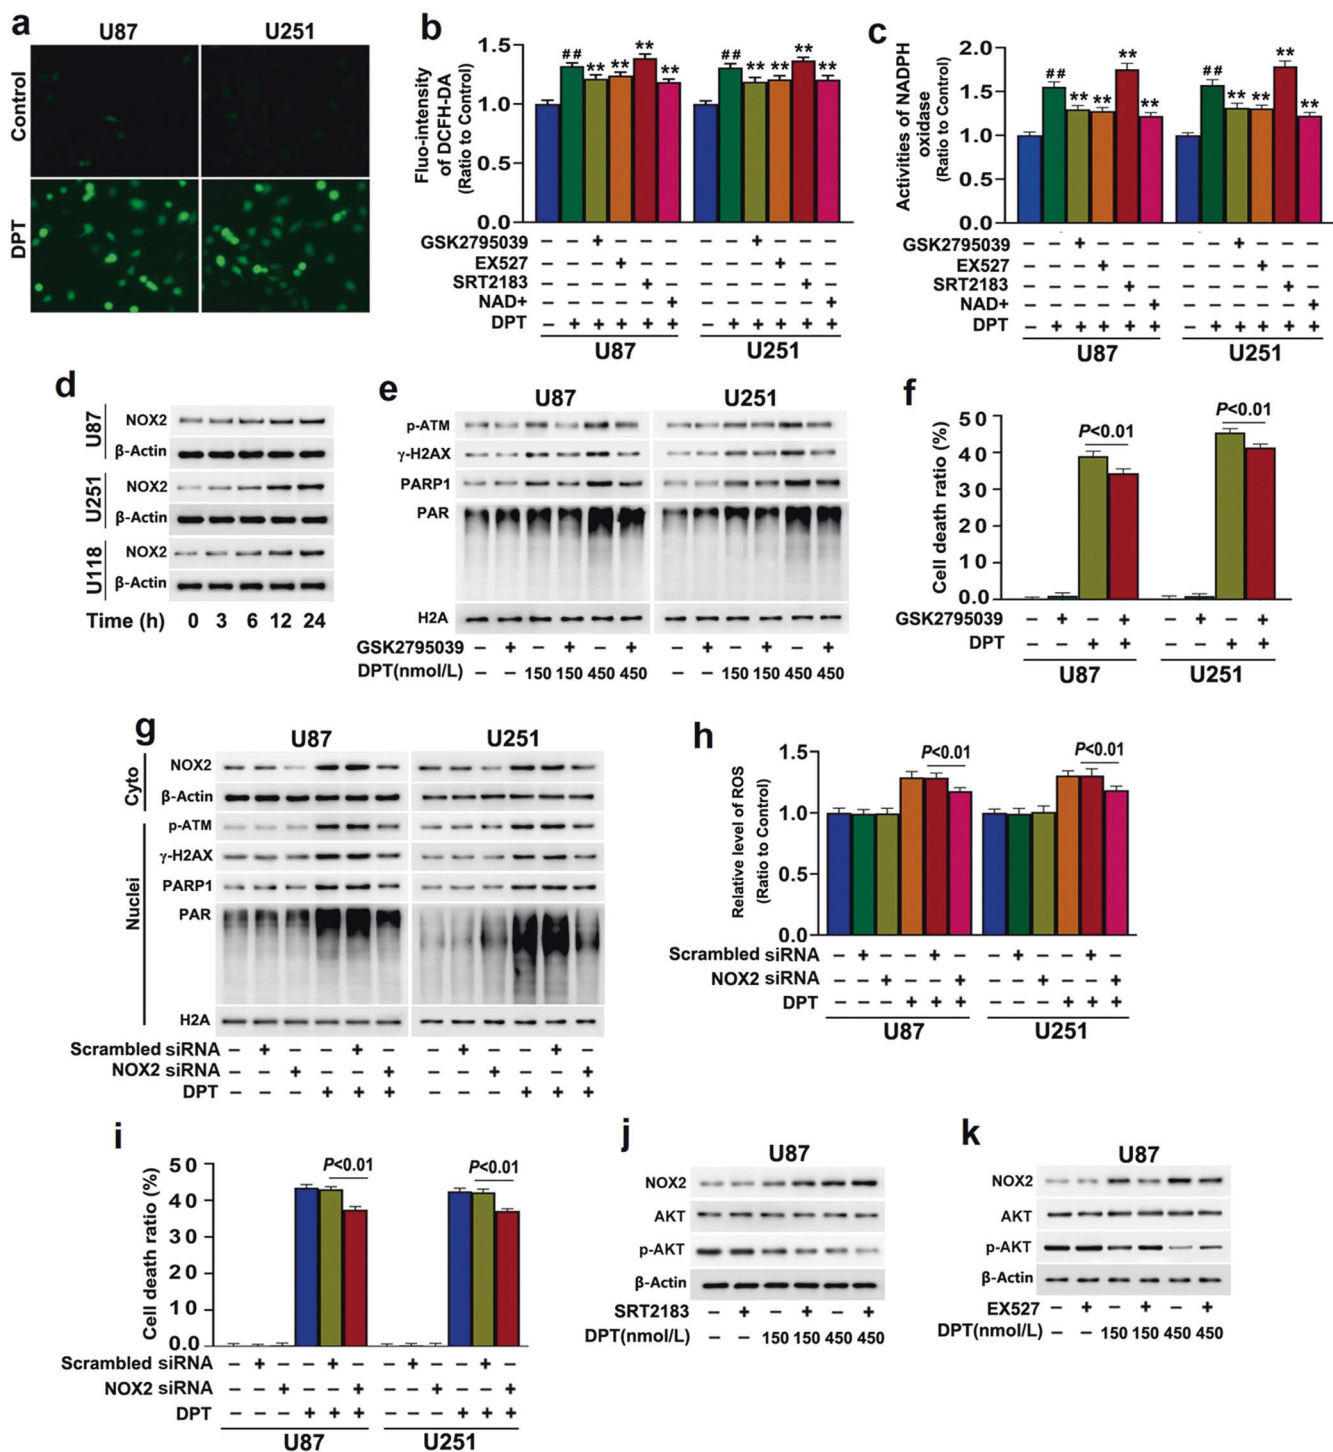 a
U87 U251
Control
DPT
b
Fluo-intensity
of DCFH-DA
(Ratio to Control)
1.5
1.0
0.5
0.0
## ** ** ** ** ## ** ** ** **
GSK2795039 – – + – – – – – + – – –
EX527 – – – + – – – – – + – –
SRT2183 – – – – + – – – – – + –
NAD+ – – – – – + – – – – – +
DPT – + + + + + – + + + + +
U87 U251
c
Activities of NADPH
oxidase
(Ratio to Control)
2.0
1.5
1.0
0.5
0.0
## ** ** ** ** ## ** ** ** **
GSK2795039 – – + – – – – – + – – –
EX527 – – – + – – – – – + – –
SRT2183 – – – – + – – – – – + –
NAD+ – – – – – + – – – – – +
DPT – + + + + + – + + + + +
U87 U251
d
U87
NOX2
β-Actin
U251
NOX2
β-Actin
U118
NOX2
β-Actin
Time (h) 0 3 6 12 24
e
U87 U251
p-ATM
γ-H2AX
PARP1
PAR
H2A
GSK2795039 – + – + – + – + – + – +
DPT(nmol/L) – – 150 150 450 450 – – 150 150 450 450
f
Cell death ratio (%)
50
40
30
20
10
0.0
P<0.01 P<0.01
GSK2795039 – + – + – + – +
DPT – – + + – – + +
U87 U251
g
U87 U251
Cyto
NOX2
β-Actin
Nuclei
p-ATM
γ-H2AX
PARP1
PAR
H2A
Scrambled siRNA – + – – + – – + – – + –
NOX2 siRNA – – + – – + – – + – – +
DPT – – – + + + – – – + + +
h
Relative level of ROS
(Ratio to Control)
1.5
1.0
0.5
0.0
P<0.01 P<0.01
Scrambled siRNA – + – – + – – + – – + –
NOX2 siRNA – – + – – + – – + – – +
DPT – – – + + + – – – + + +
U87 U251
i
Cell death ratio (%)
50
40
30
20
10
0.0
P<0.01 P<0.01
Scrambled siRNA – + – – + – – + – – + –
NOX2 siRNA – – + – – + – – + – – +
DPT – – – + + + – – – + + +
U87 U251
j
U87
NOX2
AKT
p-AKT
β-Actin
SRT2183 – + – + – +
DPT(nmol/L) – – 150 150 450 450
k
U87
NOX2
AKT
p-AKT
β-Actin
EX527 – + – + – +
DPT(nmol/L) – – 150 150 450 450